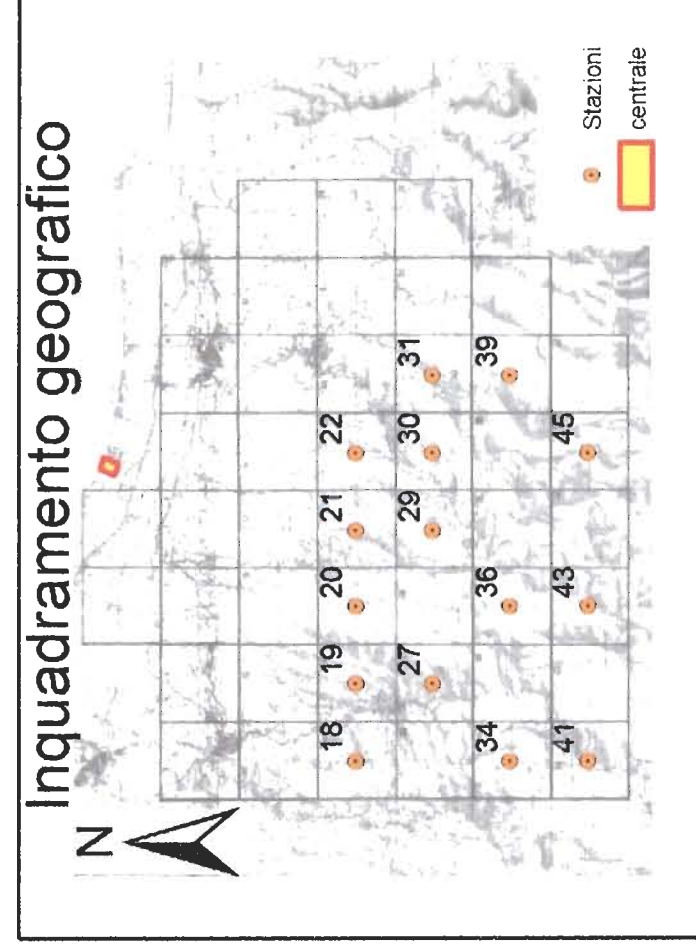 Inquadramento geografico
N
18 19 20 21 22
27 29 30 31
34 36 39
41 43 45
Stazioni
centrale